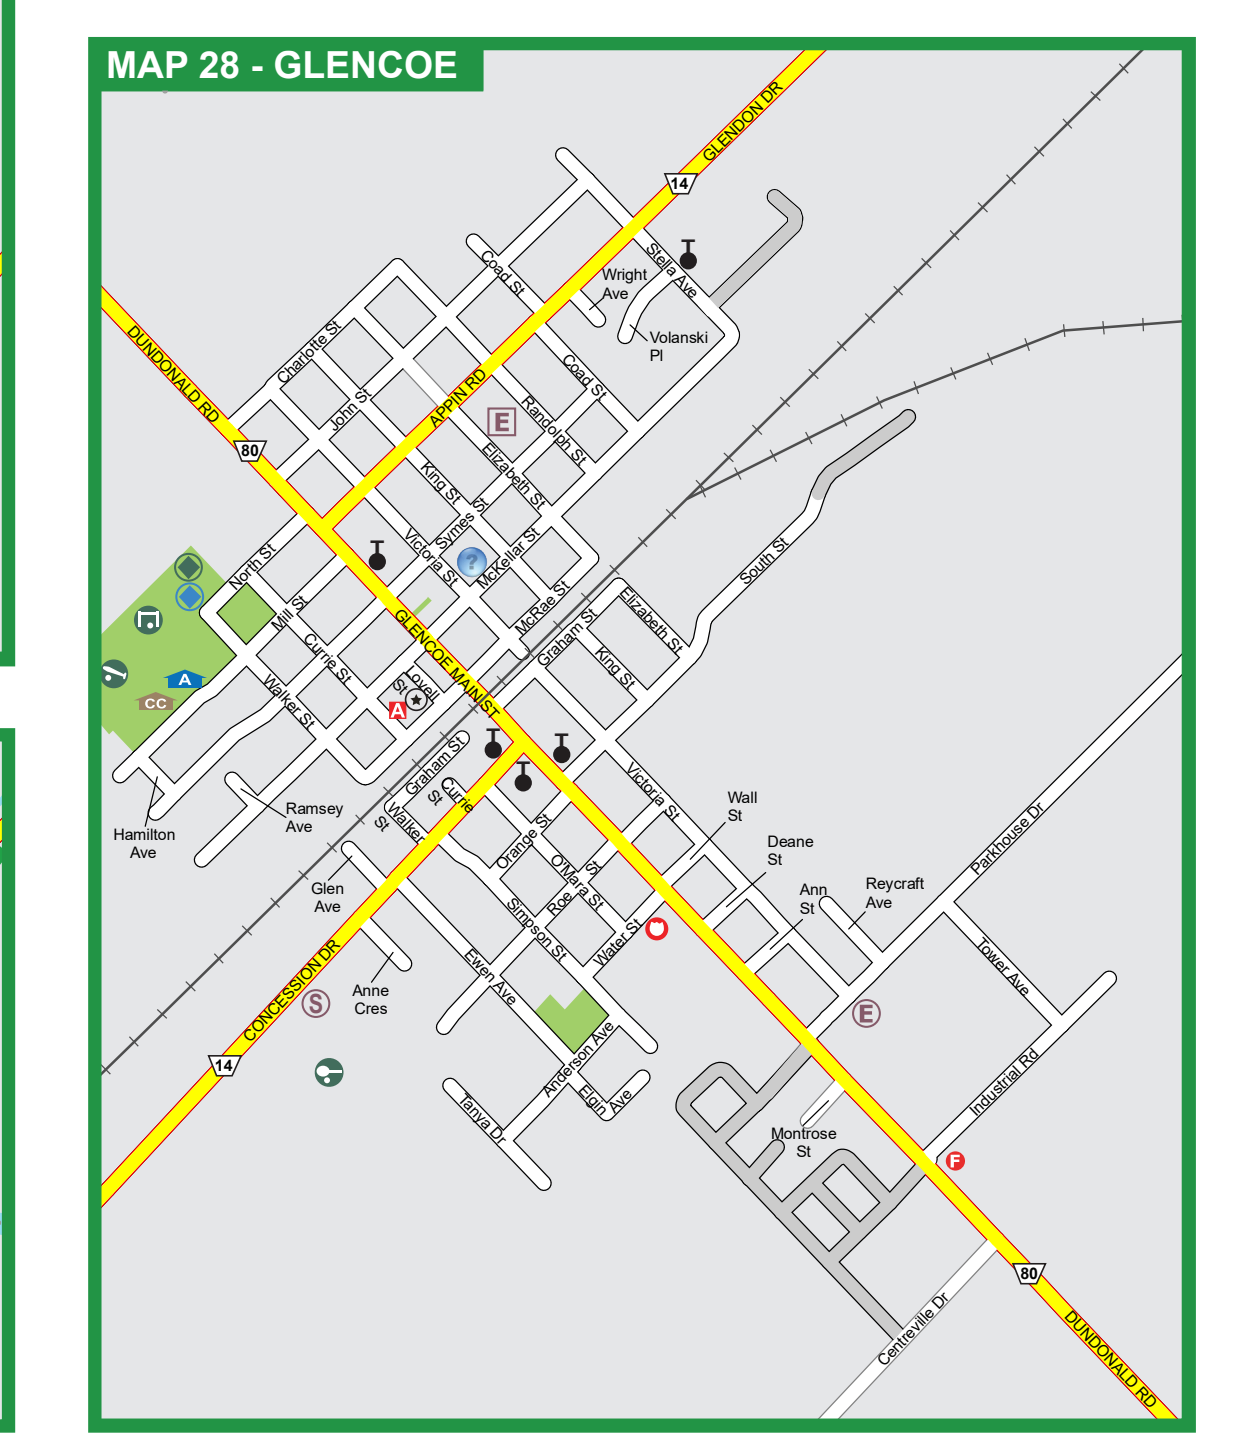 MAP 28 - GLENCOE
GLENDON DR
14
Stella Ave
Coad St
Wright
Ave
Volanski
Pl
DUNDONALD RD
80
Charlotte St
John St
APPIN RD
Coad St
Randolph St
E
Elizabeth St
King St
Symes St
Victoria St
?
McKellar St
McRae St
North St
Mill St
Currie St
Walker St
GLENCOE MAIN ST
Lovell
St
A
A
CC
Graham St
Elizabeth St
King St
South St
Hamilton
Ave
Ramsey
Ave
Graham St
Currie
St
Walker
St
Glen
Ave
Orange St
O'Mara St
Roe St
Simpson St
Water St
Victoria St
Wall
St
Deane
St
Ann
St
Reycraft
Ave
Parkhouse Dr
Tower Ave
Industrial Rd
CONCESSION DR
14
S
Anne
Cres
Ewen Ave
Anderson Ave
Elgin Ave
Tanya Dr
E
Montrose
St
F
80
Centreville Dr
DUNDONALD RD